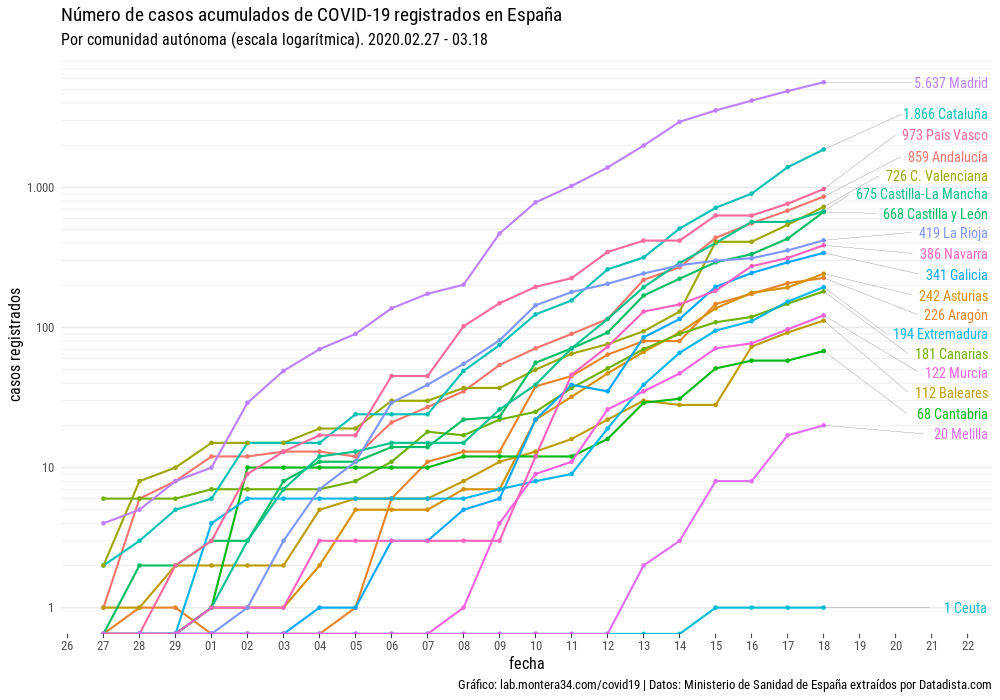 Número de casos acumulados de COVID-19 registrados en España
Por comunidad autónoma (escala logarítmica). 2020.02.27 - 03.18
5.637 Madrid
1.866 Cataluña
973 País Vasco
859 Andalucía
726 C. Valenciana
675 Castilla-La Mancha
668 Castilla y León
419 La Rioja
386 Navarra
341 Galicia
242 Asturias
226 Aragón
194 Extremadura
181 Canarias
122 Murcia
112 Baleares
68 Cantabria
20 Melilla
1 Ceuta
casos registrados
1.000
100
10
1
26 27 28 29 01 02 03 04 05 06 07 08 09 10 11 12 13 14 15 16 17 18 19 20 21 22
fecha
Gráfico: lab.montera34.com/covid19 | Datos: Ministerio de Sanidad de España extraídos por Datadista.com